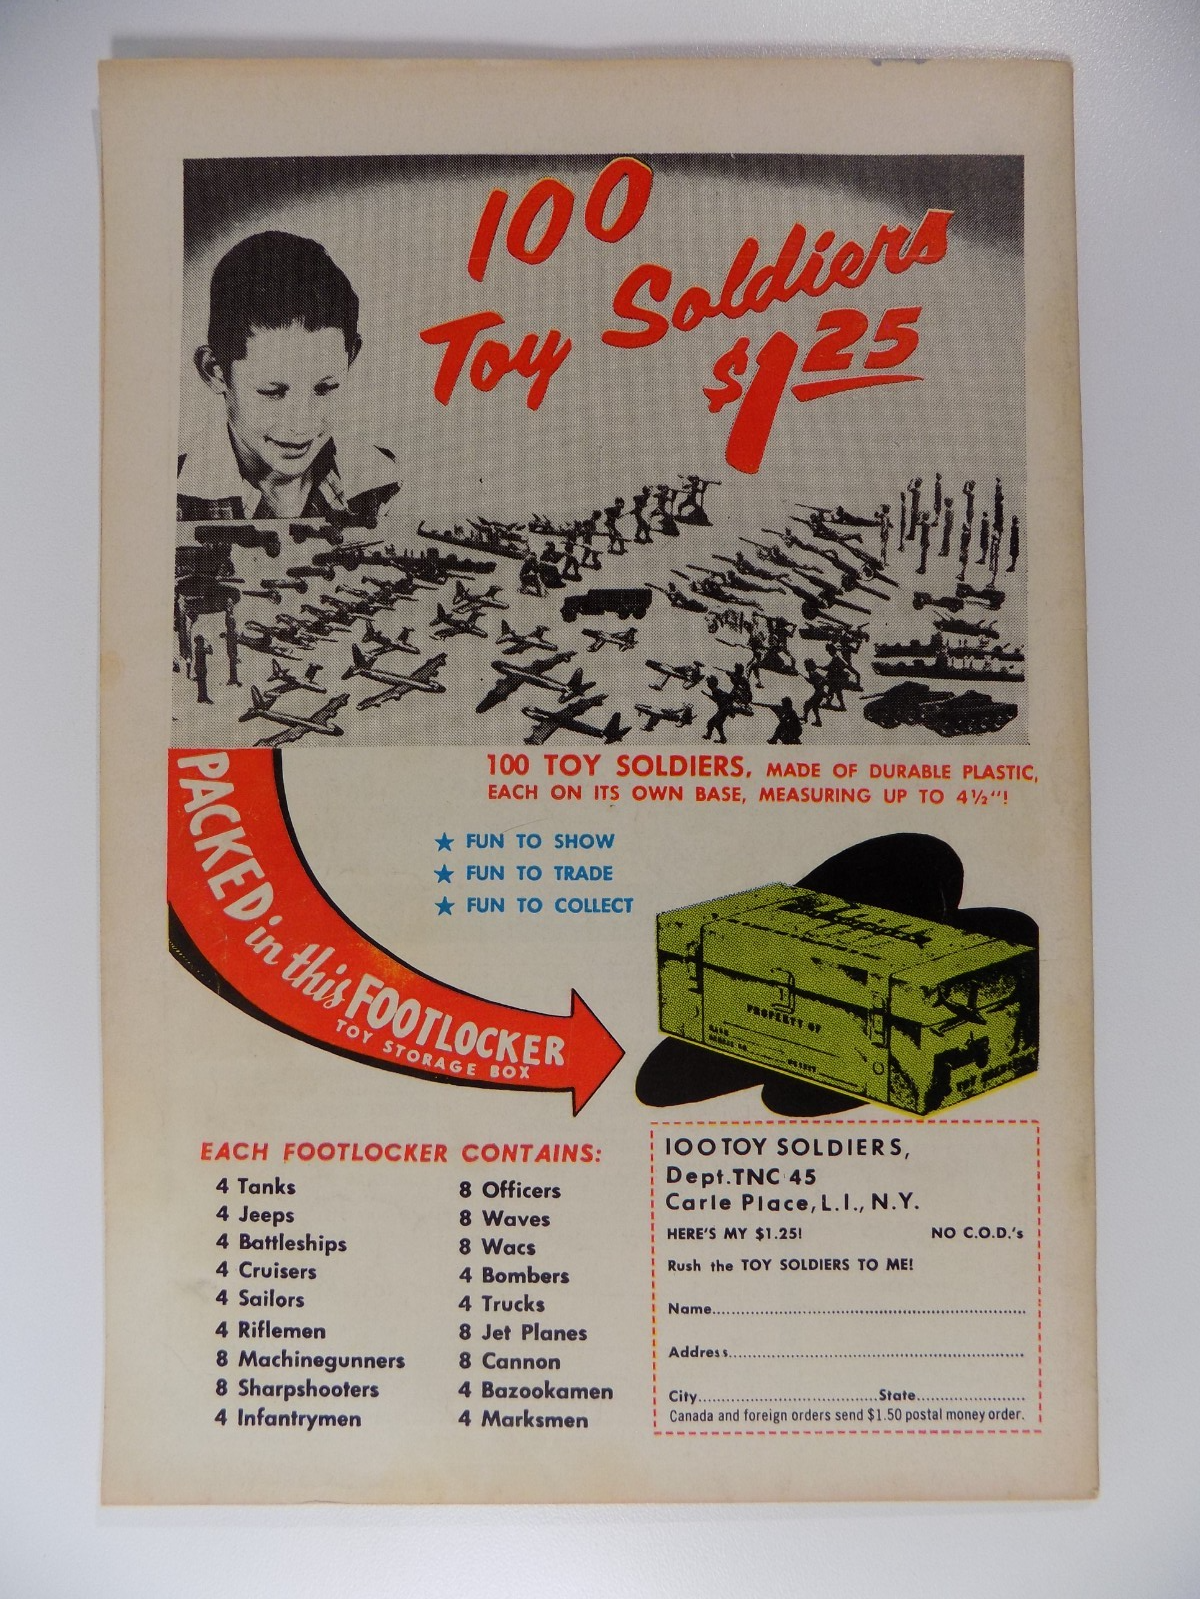 100
Toy Soldiers
$1 25
100 TOY SOLDIERS, MADE OF DURABLE PLASTIC,
EACH ON ITS OWN BASE, MEASURING UP TO 4½"!
★ FUN TO SHOW
★ FUN TO TRADE
★ FUN TO COLLECT
PACKED in this FOOTLOCKER
TOY STORAGE BOX
PROPERTY OF
EACH FOOTLOCKER CONTAINS:
4 Tanks
4 Jeeps
4 Battleships
4 Cruisers
4 Sailors
4 Riflemen
8 Machinegunners
8 Sharpshooters
4 Infantrymen
8 Officers
8 Waves
8 Wacs
4 Bombers
4 Trucks
8 Jet Planes
8 Cannon
4 Bazookamen
4 Marksmen
100 TOY SOLDIERS,
Dept. TNC 45
Carle Place, L.I., N.Y.
HERE'S MY $1.25! NO C.O.D.'s
Rush the TOY SOLDIERS TO ME!
Name
Address
City State
Canada and foreign orders send $1.50 postal money order.